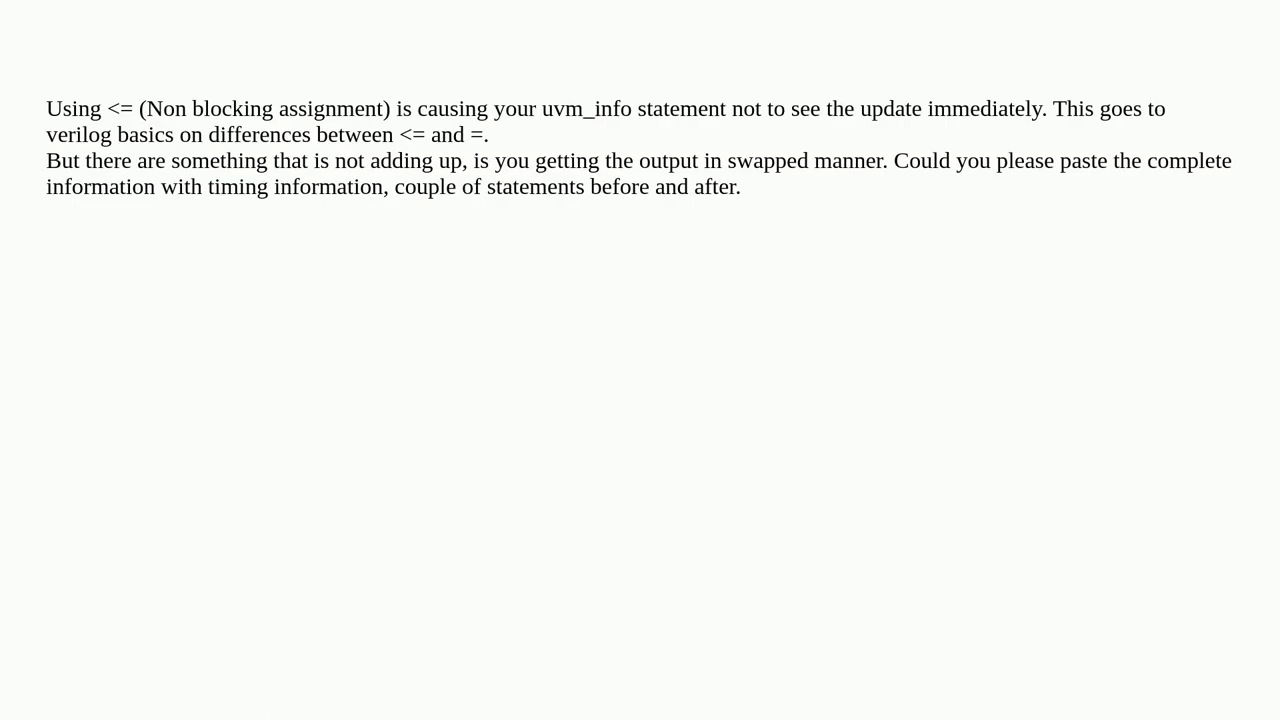 Using <= (Non blocking assignment) is causing your uvm_info statement not to see the update immediately. This goes to
verilog basics on differences between <= and =.
But there are something that is not adding up, is you getting the output in swapped manner. Could you please paste the complete
information with timing information, couple of statements before and after.